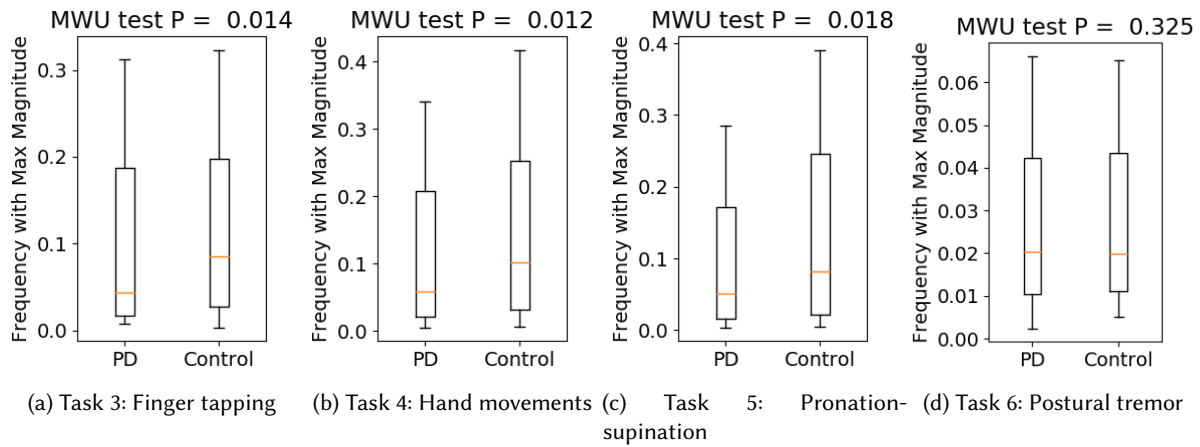 MWU test P = 0.014
Frequency with Max Magnitude
0.3
0.2
0.1
0.0
PD Control
(a) Task 3: Finger tapping
MWU test P = 0.012
Frequency with Max Magnitude
0.4
0.3
0.2
0.1
0.0
PD Control
(b) Task 4: Hand movements
MWU test P = 0.018
Frequency with Max Magnitude
0.4
0.3
0.2
0.1
0.0
PD Control
(c) Task 5: Pronation-
supination
MWU test P = 0.325
Frequency with Max Magnitude
0.06
0.05
0.04
0.03
0.02
0.01
0.00
PD Control
(d) Task 6: Postural tremor